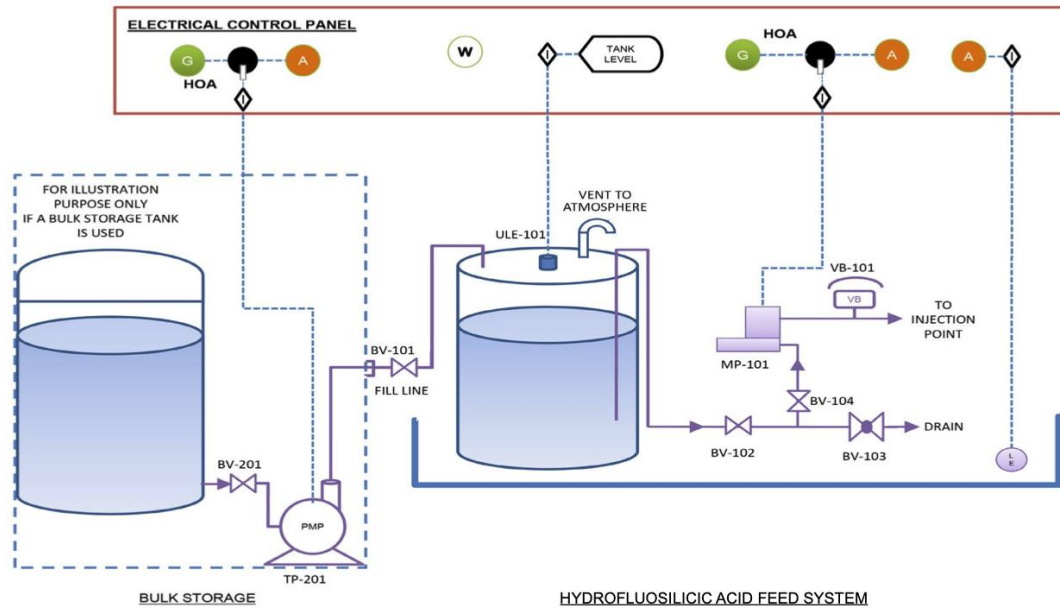 ELECTRICAL CONTROL PANEL
G
HOA
A
I
W
I
TANK
LEVEL
HOA
G
A
I
A
I
FOR ILLUSTRATION
PURPOSE ONLY
IF A BULK STORAGE TANK
IS USED
VENT TO
ATMOSPHERE
ULE-101
VB-101
VB
TO
INJECTION
POINT
BV-101
FILL LINE
MP-101
BV-104
DRAIN
BV-102
BV-103
L
E
BV-201
PMP
TP-201
BULK STORAGE
HYDROFLUOSILICIC ACID FEED SYSTEM